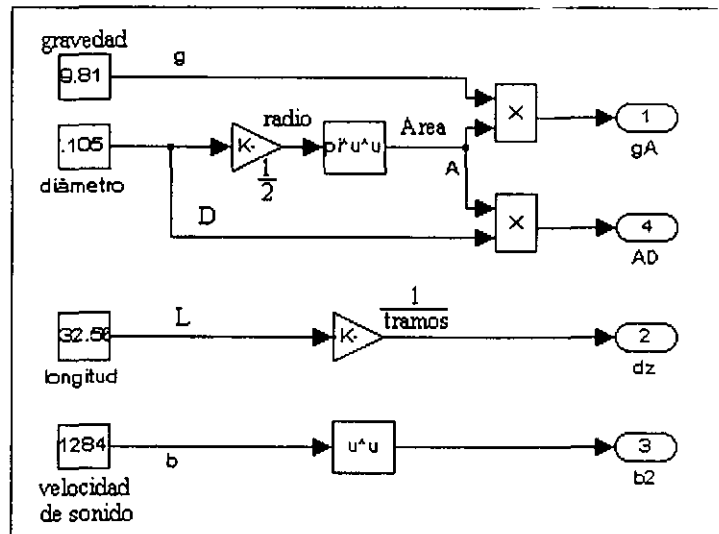 gravedad
9.81
g
×
1
gA
.105
diámetro
K-
1
2
radio
pi^u^u
Area
A
D
×
4
AD
32.56
longitud
L
K-
1
tramos
2
dz
1284
velocidad
de sonido
b
u^u
3
b2